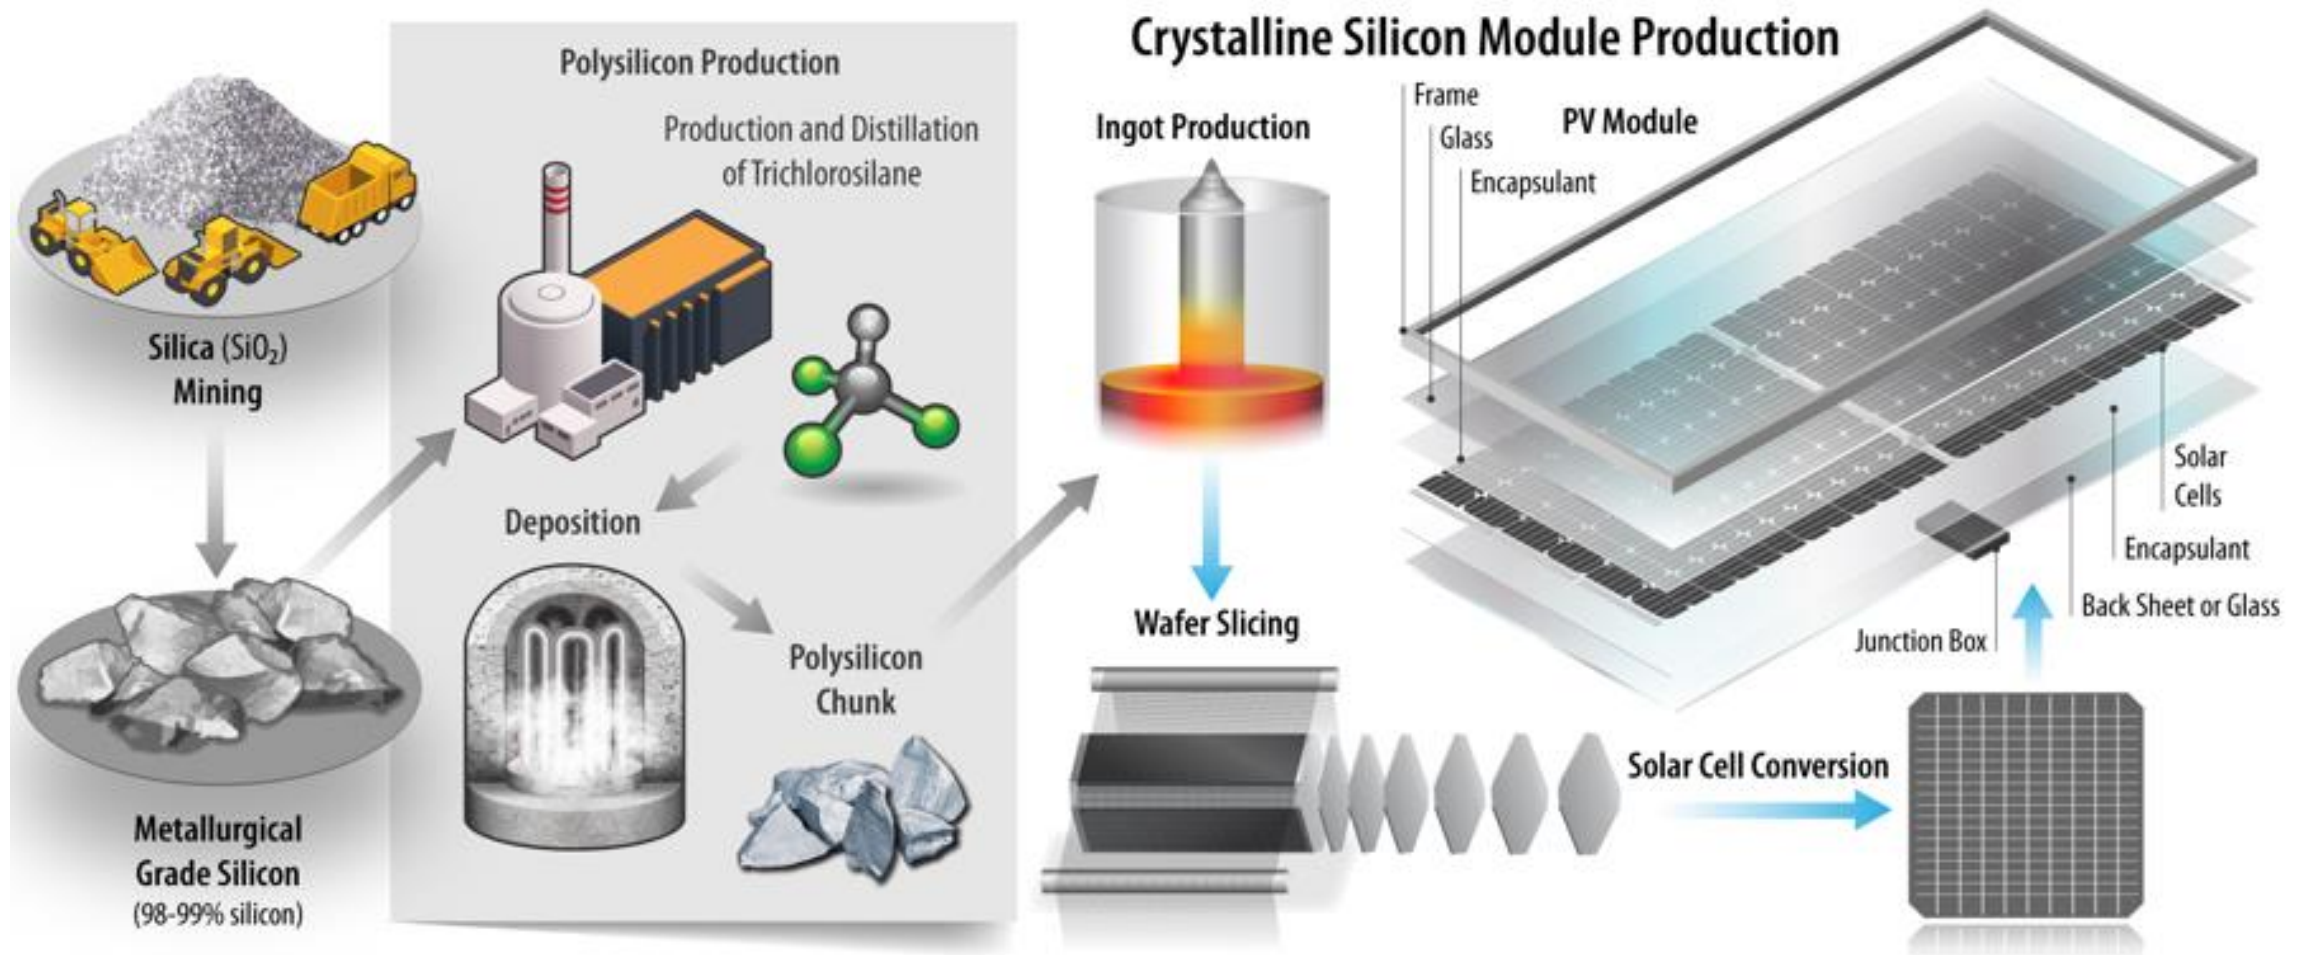 Crystalline Silicon Module Production
Silica (SiO₂)
Mining
Metallurgical
Grade Silicon
(98-99% silicon)
Polysilicon Production
Production and Distillation
of Trichlorosilane
Deposition
Polysilicon
Chunk
Ingot Production
Wafer Slicing
Solar Cell Conversion
PV Module
Frame
Glass
Encapsulant
Solar
Cells
Encapsulant
Back Sheet or Glass
Junction Box